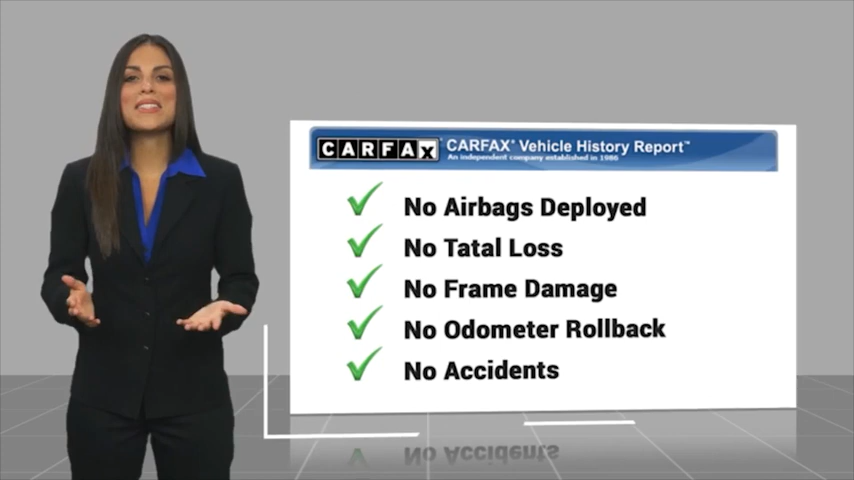 CARFAX CARFAX® Vehicle History Report™
An independent company established in 1986
No Airbags Deployed
No Tatal Loss
No Frame Damage
No Odometer Rollback
No Accidents
No Accidents